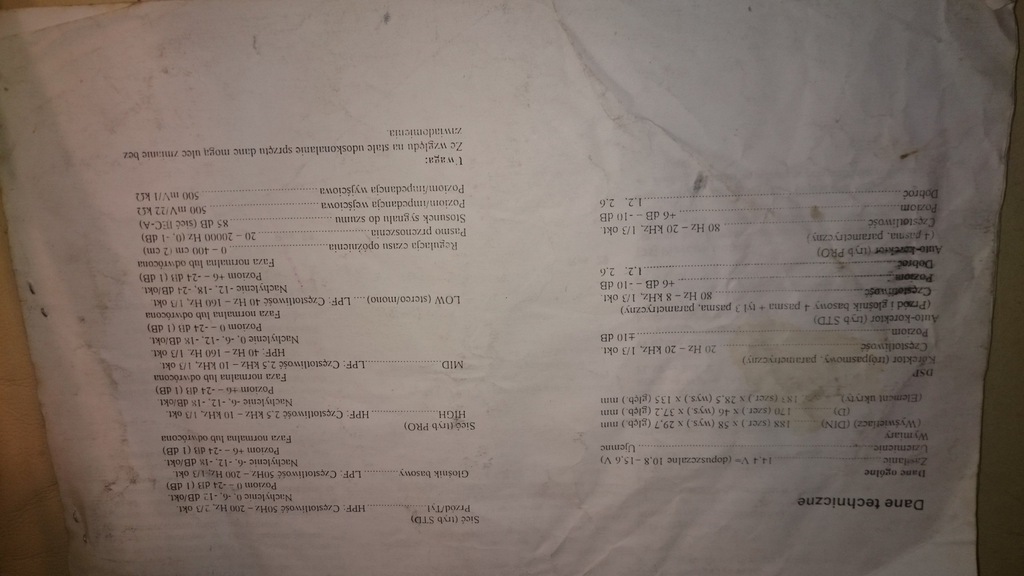 Dane techniczne
Dane ogólne
Zasilanie 14,4 V= (dopuszczalne 10,8 –15,6 V)
Uziemienie Ujemne
Wymiary
(Wyświetlacz) (DIN) 188 (szer.) x 58 (wys.) x 29,7 (głęb.) mm
(D) 170 (szer.) x 46 (wys.) x 37,2 (głęb.) mm
(Element ukryty) 183 (szer.) x 28,5 (wys.) x 135 (głęb.) mm
DSP
Korektor (trójpasmowy, parametryczny)
Częstotliwość 20 Hz – 20 kHz, 1/3 okt.
Poziom ±10 dB
Auto-korektor (tryb STD)
(Przód i głośnik basowy 4 pasma + tył 3 pasma, parametryczny)
Częstotliwość 80 Hz – 8 kHz, 1/3 okt.
Poziom +6 dB – -10 dB
Dobroć 1,2, 2,6
Auto-korektor (tryb PRO)
(4 pasma, parametryczny)
Częstotliwość 80 Hz – 20 kHz, 1/3 okt.
Poziom +6 dB – -10 dB
Dobroć 1,2, 2,6
Sieć (tryb STD)
Przód/Tył HPF: Częstotliwość 50Hz – 200 Hz, 2/3 okt.
Nachylenie 0, -6, -12 dB/okt.
Poziom 0 – -24 dB (1 dB)
Głośnik basowy LPF: Częstotliwość 50Hz – 200 Hz, 1/3 okt.
Nachylenie -6, -12, -18 dB/okt.
Poziom +6 – -24 dB (1 dB)
Faza normalna lub odwrócona
Sieć (tryb PRO)
HIGH HPF: Częstotliwość 2.5 kHz – 10 kHz, 1/3 okt.
Nachylenie -6, -12, -18 dB/okt.
Poziom +6 – -24 dB (1 dB)
Faza normalna lub odwrócona
MID LPF: Częstotliwość 2.5 kHz – 10 kHz, 1/3 okt.
HPF: 40 Hz – 160 Hz, 1/3 okt.
Nachylenie 0, -6, -12, -18 dB/okt.
Poziom 0 – -24 dB (1 dB)
Faza normalna lub odwrócona
LOW (stereo/mono) LPF: Częstotliwość 40 Hz – 160 Hz, 1/3 okt.
Nachylenie -12, -18, -24 dB/okt.
Poziom +6 – -24 dB (1 dB)
Faza normalna lub odwrócona
Regulacja czasu opóźnienia 0 – 400 cm (2 cm)
Pasmo przenoszenia 20 – 20000 Hz (0, -1 dB)
Stosunek sygnału do szumu 85 dB (sieć IEC-A)
Poziom/impedancja wejściowa 500 mV/22 kΩ
Poziom/impedancja wyjściowa 500 mV/1 kΩ
Uwaga:
Ze względu na stałe udoskonalanie sprzętu dane mogą ulec zmianie bez
zawiadomienia.